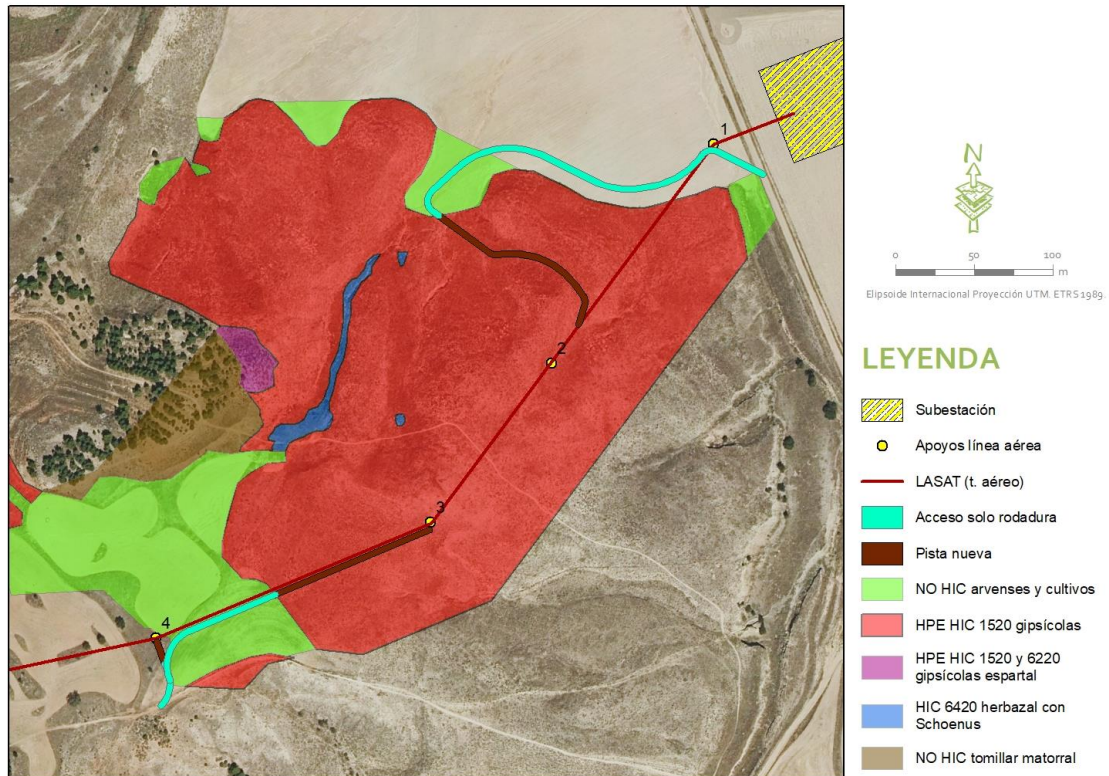 1
2
3
4
N
0 50 100
m
Elipsoide Internacional Proyección UTM. ETRS 1989.
LEYENDA
Subestación
Apoyos línea aérea
LASAT (t. aéreo)
Acceso solo rodadura
Pista nueva
NO HIC arvenses y cultivos
HPE HIC 1520 gipsícolas
HPE HIC 1520 y 6220
gipsícolas espartal
HIC 6420 herbazal con
Schoenus
NO HIC tomillar matorral